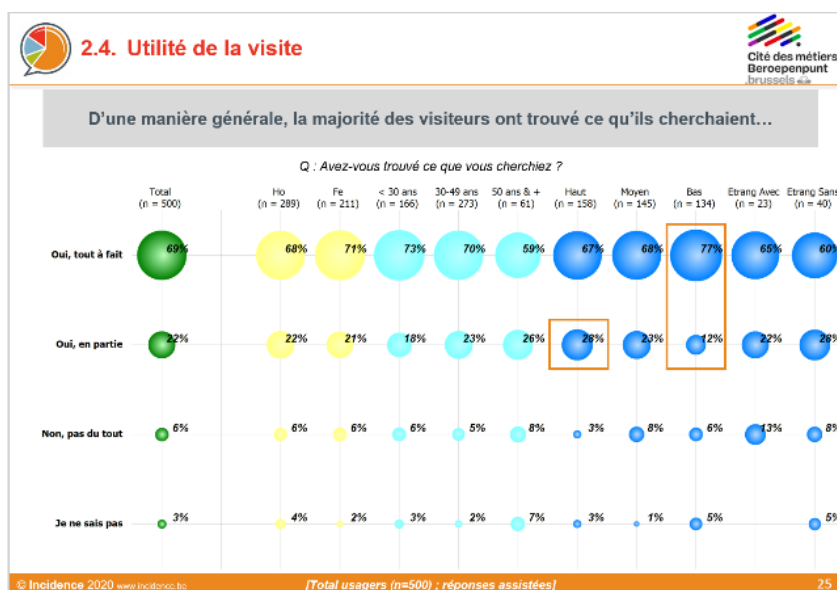 2.4. Utilité de la visite
Cité des métiers
Beroepenpunt
.brussels
D'une manière générale, la majorité des visiteurs ont trouvé ce qu'ils cherchaient...
Q : Avez-vous trouvé ce que vous cherchiez ?
Total Ho Fe < 30 ans 30-49 ans 50 ans & + Haut Moyen Bas Etrang Avec Etrang Sans
(n = 500) (n = 289) (n = 211) (n = 166) (n = 273) (n = 61) (n = 158) (n = 145) (n = 134) (n = 23) (n = 40)
Oui, tout à fait 69% 68% 71% 73% 70% 59% 67% 68% 77% 65% 60%
Oui, en partie 22% 22% 21% 18% 23% 26% 28% 23% 12% 22% 28%
Non, pas du tout 6% 6% 6% 6% 5% 8% 3% 8% 6% 13% 8%
Je ne sais pas 3% 4% 2% 3% 2% 7% 3% 1% 5% 5%
© Incidence 2020 www.incidence.be [Total usagers (n=500) ; réponses assistées] 25